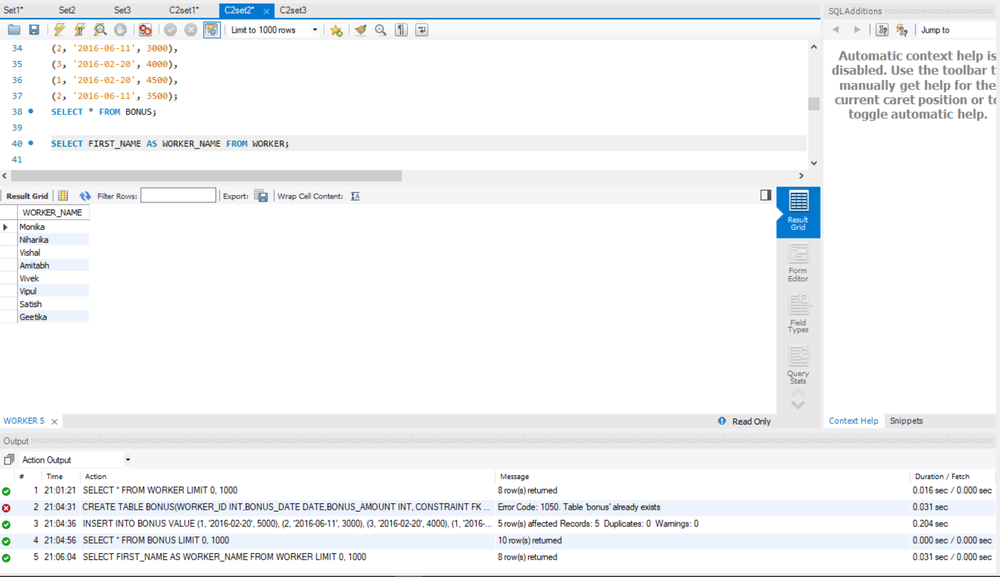 Set1* Set2 Set3 C2set1* C2set2* × C2set3
SQLAdditions
Limit to 1000 rows
Jump to
34 (2, '2016-06-11', 3000),
35 (3, '2016-02-20', 4000),
36 (1, '2016-02-20', 4500),
37 (2, '2016-06-11', 3500);
38 SELECT * FROM BONUS;
39
40 SELECT FIRST_NAME AS WORKER_NAME FROM WORKER;
41
Automatic context help is
disabled. Use the toolbar t
manually get help for the
current caret position or to
toggle automatic help.
Result Grid Filter Rows: Export: Wrap Cell Content:
WORKER_NAME
Monika
Niharika
Vishal
Amitabh
Vivek
Vipul
Satish
Geetika
Result
Grid
Form
Editor
Field
Types
Query
Stats
WORKER 5 × Read Only
Context Help Snippets
Output
Action Output
# Time Action Message Duration / Fetch
1 21:01:21 SELECT * FROM WORKER LIMIT 0, 1000 8 row(s) returned 0.016 sec / 0.000 sec
2 21:04:31 CREATE TABLE BONUS(WORKER_ID INT,BONUS_DATE DATE,BONUS_AMOUNT INT, CONSTRAINT FK ... Error Code: 1050. Table 'bonus' already exists 0.031 sec
3 21:04:36 INSERT INTO BONUS VALUE (1, '2016-02-20', 5000), (2, '2016-06-11', 3000), (3, '2016-02-20', 4000), (1, '2016-... 5 row(s) affected Records: 5 Duplicates: 0 Warnings: 0 0.204 sec
4 21:04:56 SELECT * FROM BONUS LIMIT 0, 1000 10 row(s) returned 0.000 sec / 0.000 sec
5 21:06:04 SELECT FIRST_NAME AS WORKER_NAME FROM WORKER LIMIT 0, 1000 8 row(s) returned 0.031 sec / 0.000 sec